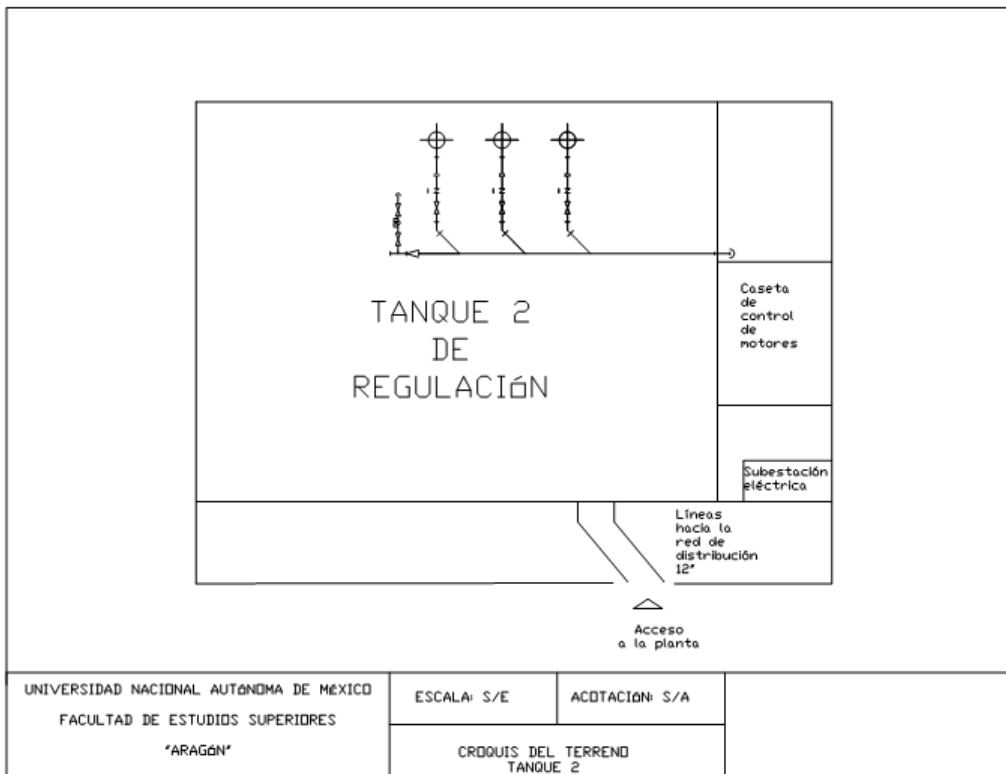 TANQUE 2
DE
REGULACIóN
Caseta
de
control
de
motores
Subestación
eléctrica
Líneas
hacia la
red de
distribución
12"
Acceso
a la planta
UNIVERSIDAD NACIONAL AUTóNOMA DE MéXICO
FACULTAD DE ESTUDIOS SUPERIORES
"ARAGóN"
ESCALA: S/E
ACOTACIóN: S/A
CROQUIS DEL TERRENO
TANQUE 2